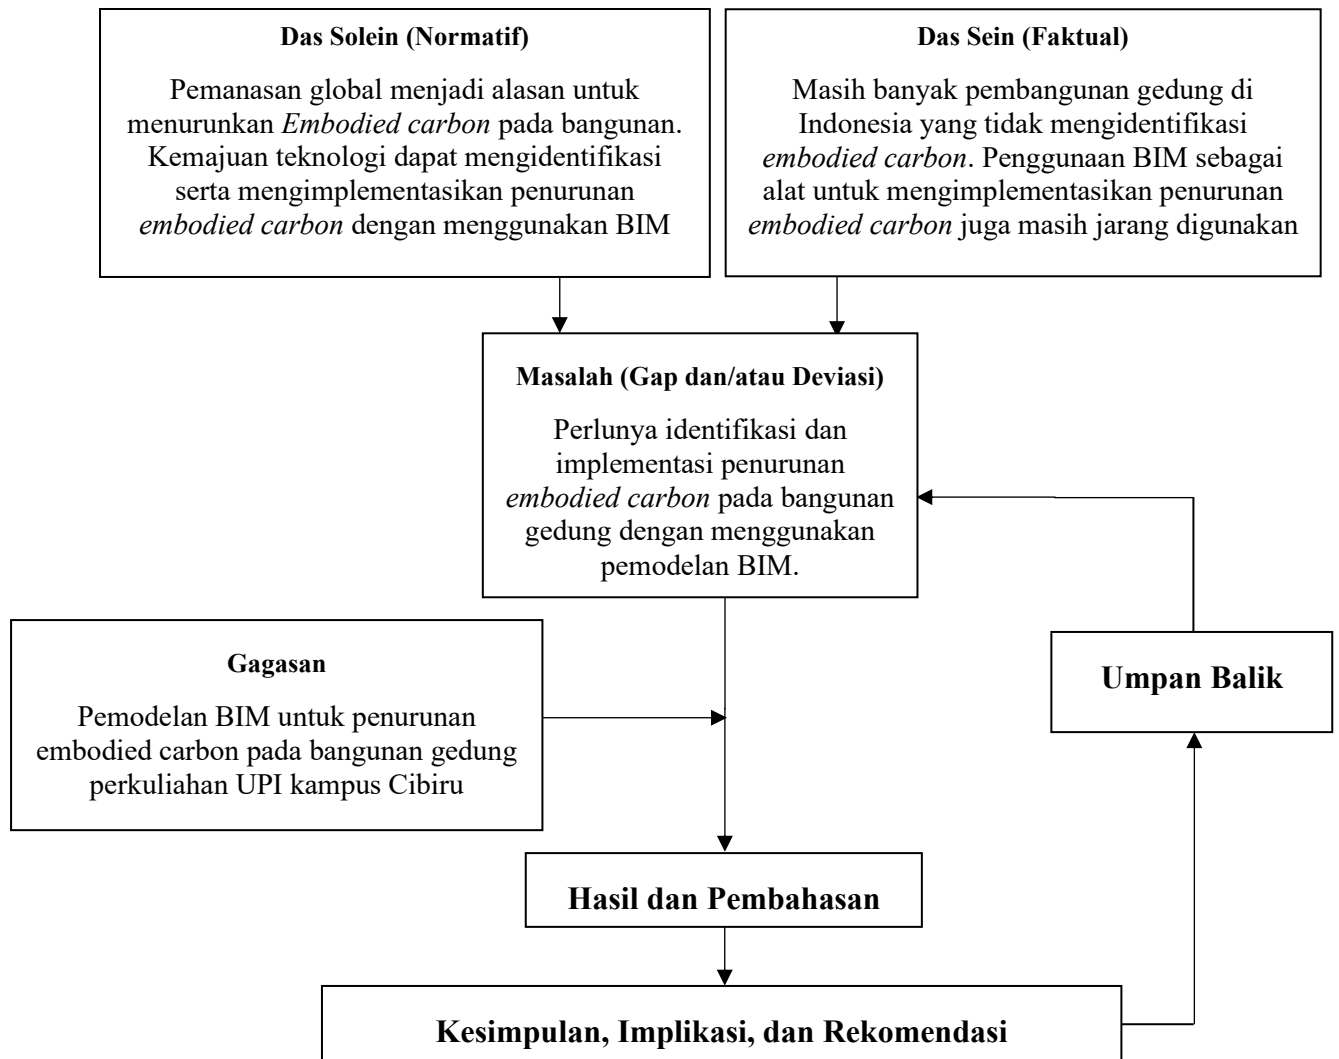 Das Solein (Normatif)
Pemanasan global menjadi alasan untuk
menurunkan Embodied carbon pada bangunan.
Kemajuan teknologi dapat mengidentifikasi
serta mengimplementasikan penurunan
embodied carbon dengan menggunakan BIM
Das Sein (Faktual)
Masih banyak pembangunan gedung di
Indonesia yang tidak mengidentifikasi
embodied carbon. Penggunaan BIM sebagai
alat untuk mengimplementasikan penurunan
embodied carbon juga masih jarang digunakan
Masalah (Gap dan/atau Deviasi)
Perlunya identifikasi dan
implementasi penurunan
embodied carbon pada bangunan
gedung dengan menggunakan
pemodelan BIM.
Gagasan
Pemodelan BIM untuk penurunan
embodied carbon pada bangunan gedung
perkuliahan UPI kampus Cibiru
Umpan Balik
Hasil dan Pembahasan
Kesimpulan, Implikasi, dan Rekomendasi